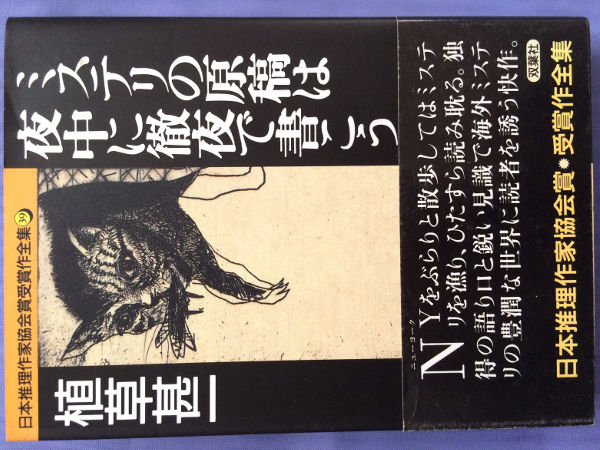 日本推理作家協会賞受賞作全集 39
ミステリの原稿は
夜中に徹夜で書こう
植草甚一
日本推理作家協会賞●受賞作全集
双葉社
ニューヨーク
NYをぶらりと散歩してはミステ
リを漁り、ひたすら読み耽る。独
得の語り口と鋭い見識で海外ミステ
リの豊潤な世界に読者を誘う快作。